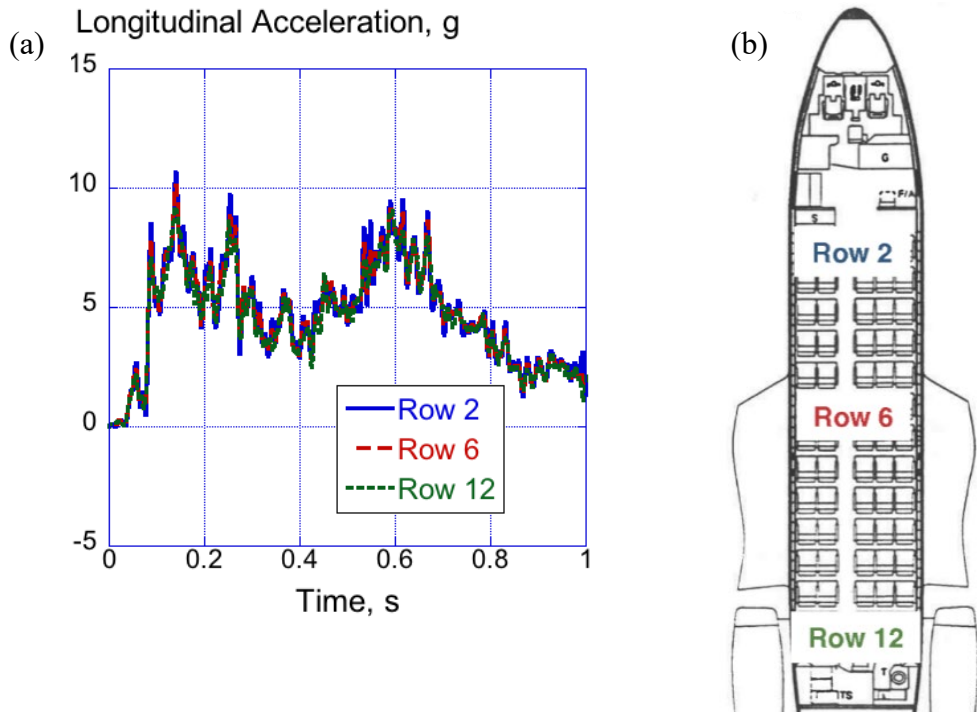 (a)
Longitudinal Acceleration, g
15
10
5
0
-5
0
0.2
0.4
0.6
0.8
1
Time, s
Row 2
Row 6
Row 12
(b)
G
F/A
S
Row 2
Row 6
Row 12
T
TS
L